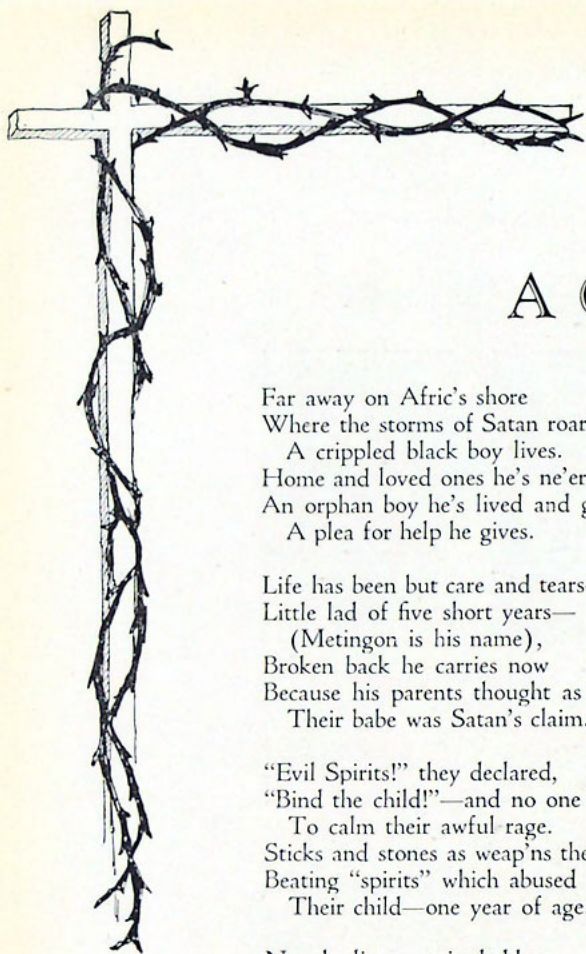 A
Far away on Afric's shore
Where the storms of Satan roar
A crippled black boy lives.
Home and loved ones he's ne'er
An orphan boy he's lived and
A plea for help he gives.
Life has been but care and tears
Little lad of five short years—
(Metingon is his name),
Broken back he carries now
Because his parents thought as
Their babe was Satan's claim.
"Evil Spirits!" they declared,
"Bind the child!"—and no one
To calm their awful rage.
Sticks and stones as weap'ns the
Beating "spirits" which abused
Their child—one year of age